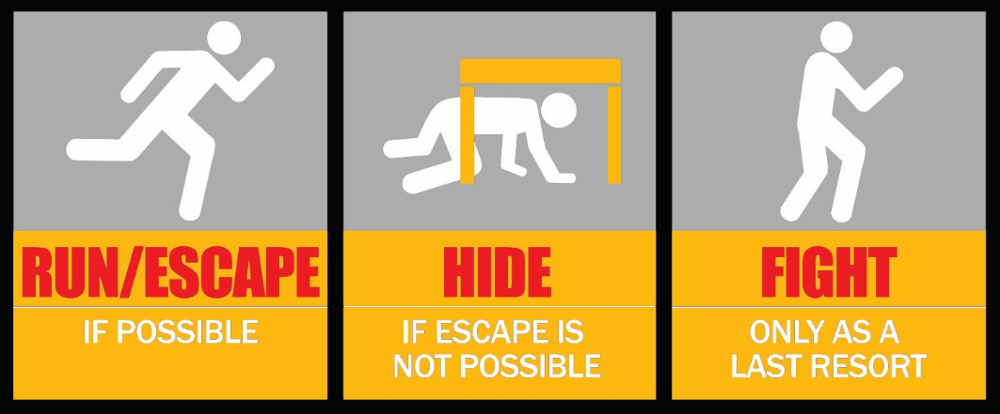 RUN/ESCAPE
IF POSSIBLE
HIDE
IF ESCAPE IS
NOT POSSIBLE
FIGHT
ONLY AS A
LAST RESORT